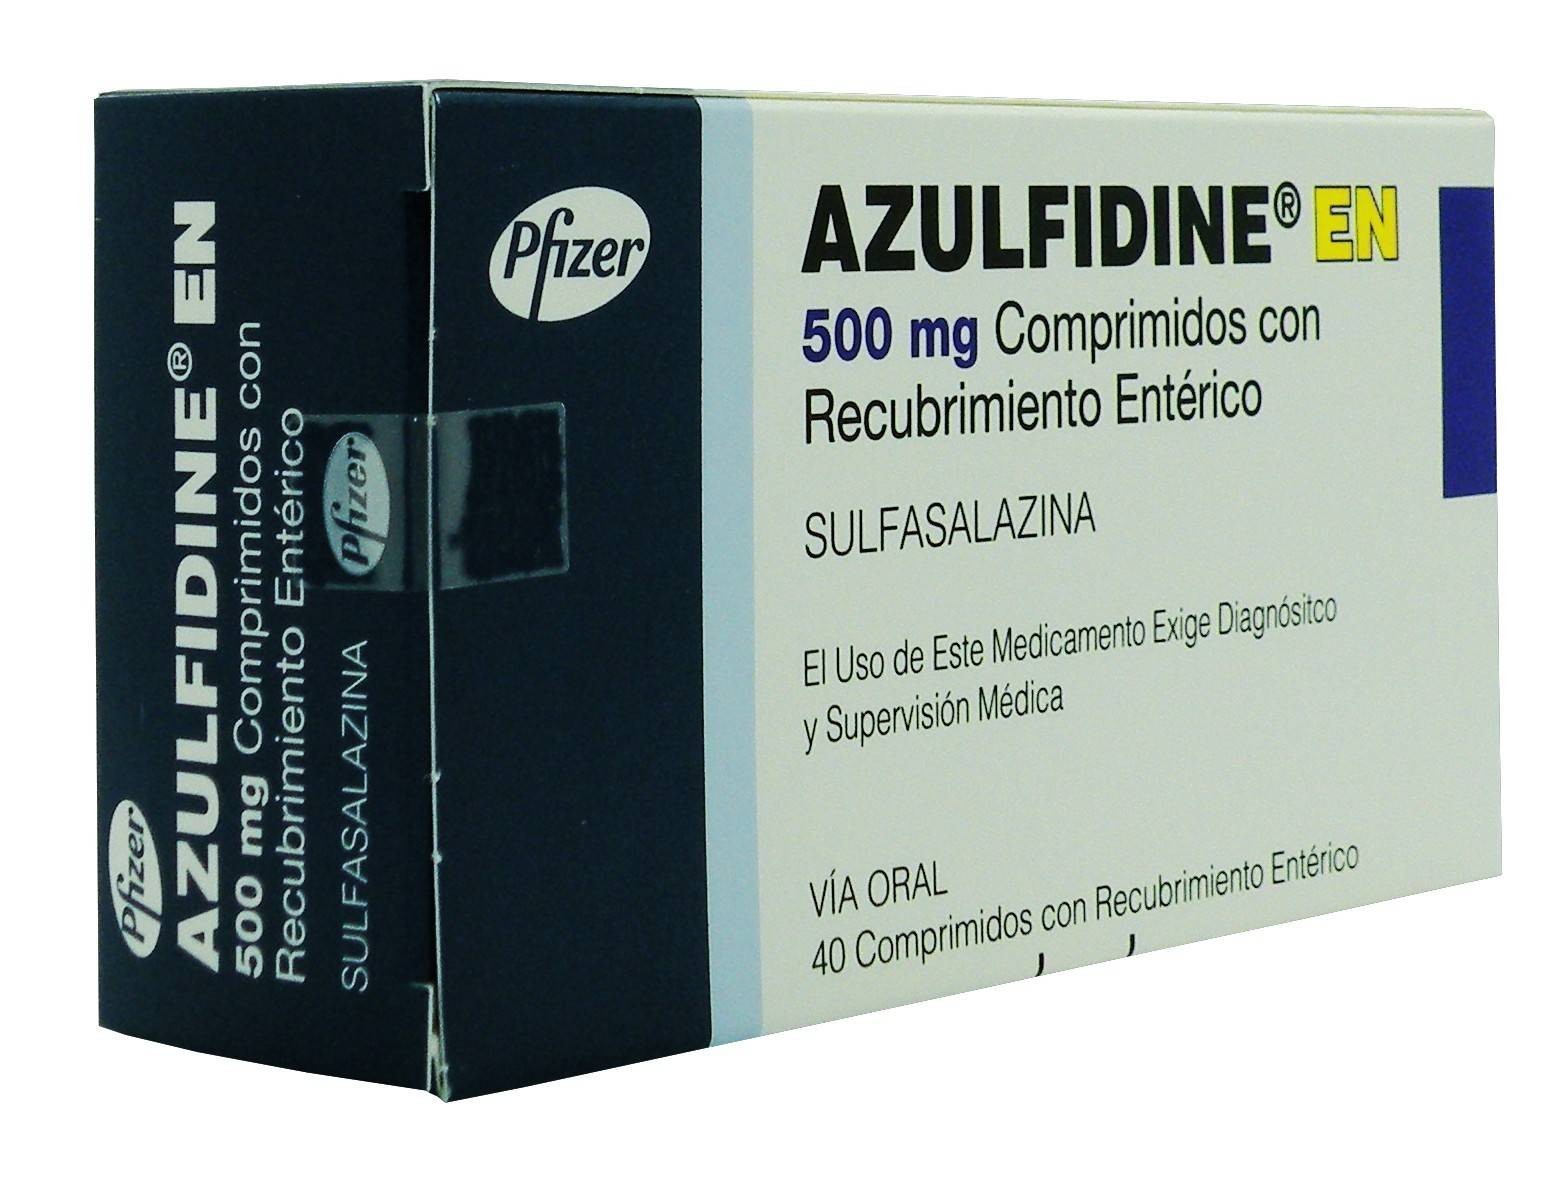 Pfizer
AZULFIDINE® EN
500 mg Comprimidos con
Recubrimiento Entérico
SULFASALAZINA
Pfizer
Pfizer
AZULFIDINE® EN
500 mg Comprimidos con
Recubrimiento Entérico
SULFASALAZINA
El Uso de Este Medicamento Exige Diagnósitco
y Supervisión Médica
VÍA ORAL
40 Comprimidos con Recubrimiento Entérico